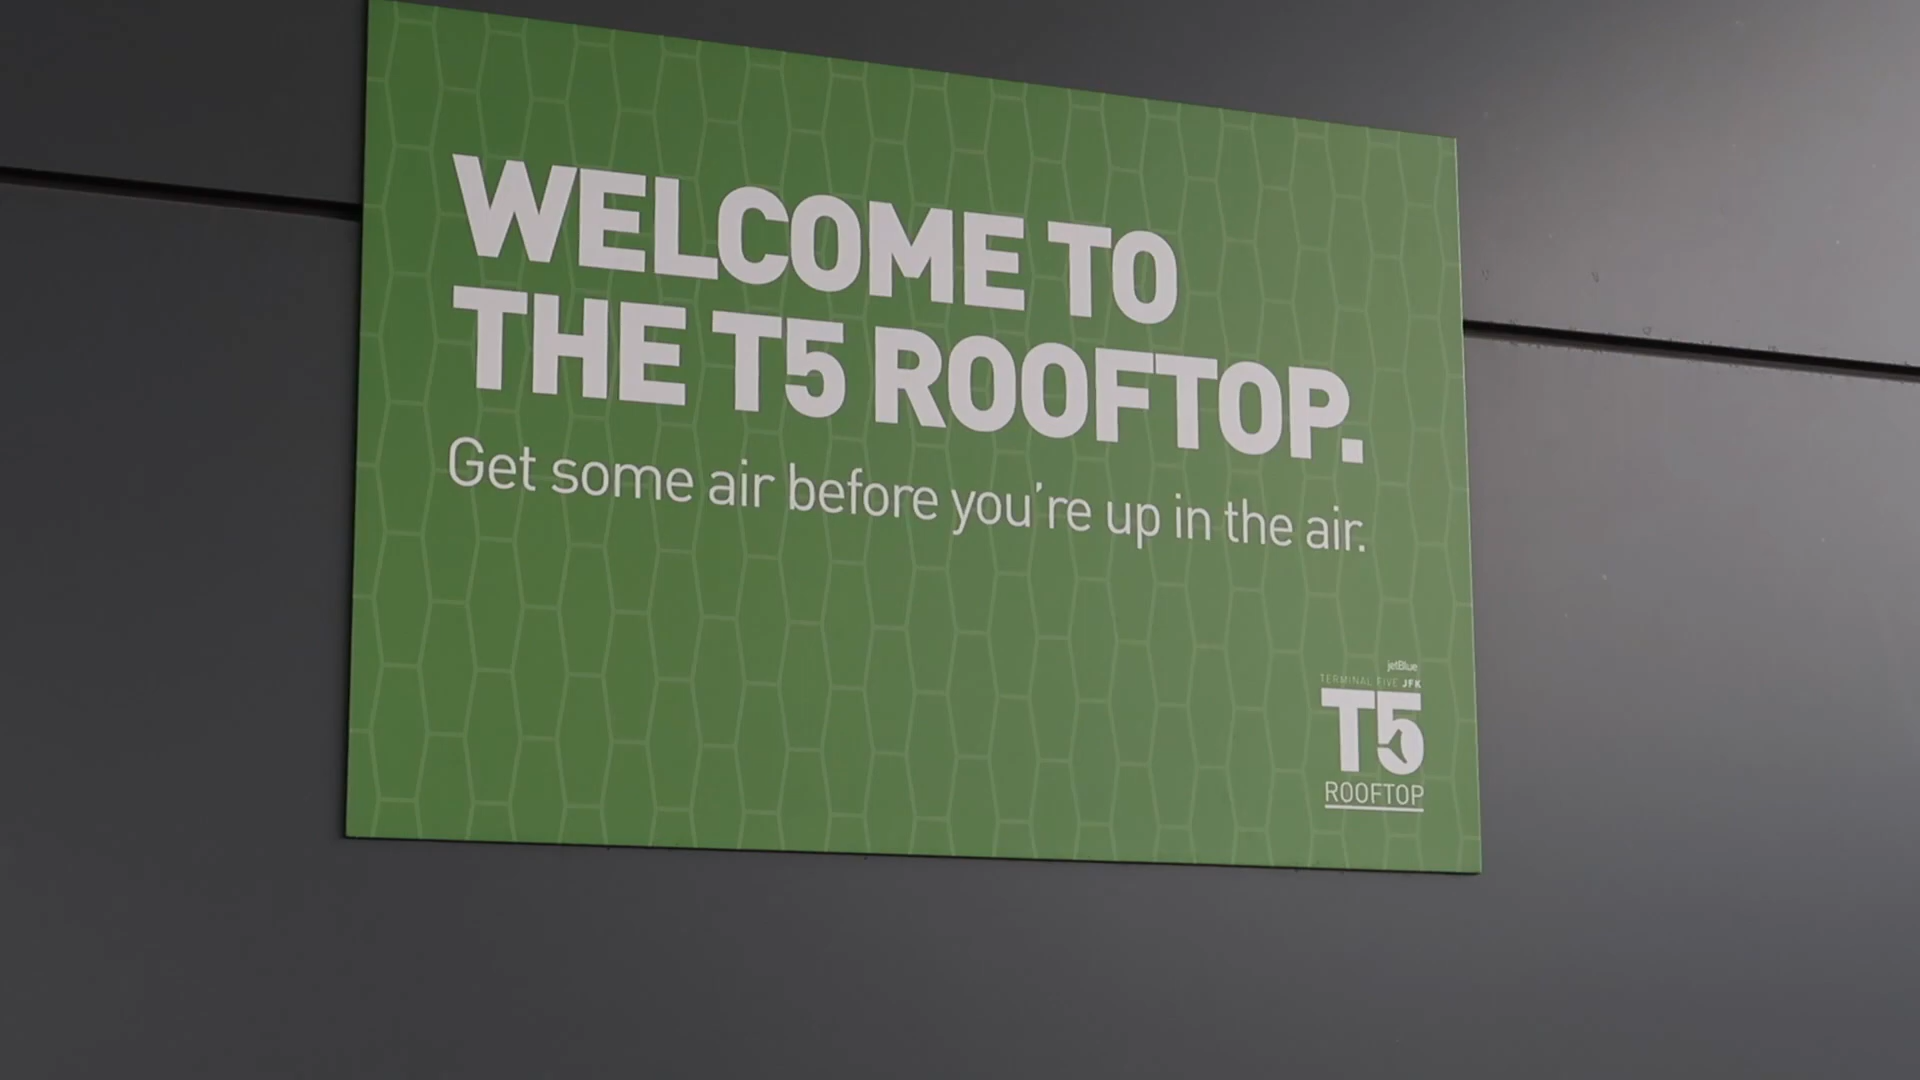 WELCOME TO
THE T5 ROOFTOP.
Get some air before you're up in the air.
jetBlue
TERMINAL FIVE JFK
T5
ROOFTOP